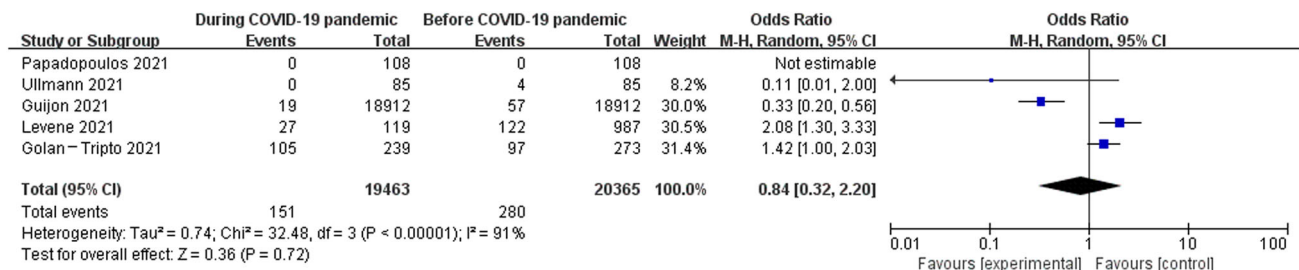 During COVID-19 pandemic Before COVID-19 pandemic Odds Ratio Odds Ratio
Study or Subgroup Events Total Events Total Weight M-H, Random, 95% CI M-H, Random, 95% CI
Papadopoulos 2021 0 108 0 108 Not estimable
Ullmann 2021 0 85 4 85 8.2% 0.11 [0.01, 2.00]
Guijon 2021 19 18912 57 18912 30.0% 0.33 [0.20, 0.56]
Levene 2021 27 119 122 987 30.5% 2.08 [1.30, 3.33]
Golan-Tripto 2021 105 239 97 273 31.4% 1.42 [1.00, 2.03]
Total (95% CI) 19463 20365 100.0% 0.84 [0.32, 2.20]
Total events 151 280
Heterogeneity: Tau² = 0.74; Chi² = 32.48, df = 3 (P < 0.00001); I² = 91%
Test for overall effect: Z = 0.36 (P = 0.72)
0.01 0.1 1 10 100
Favours [experimental] Favours [control]